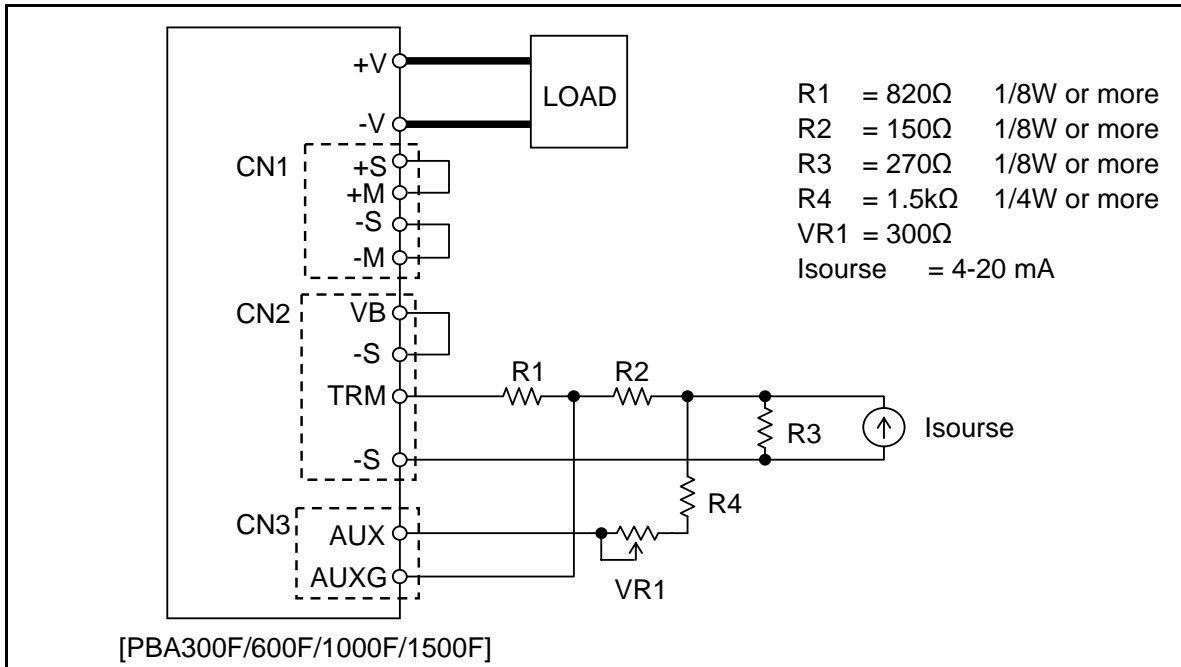 +V
LOAD
-V
CN1
+S
+M
-S
-M
CN2
VB
-S
TRM
-S
CN3
AUX
AUXG
R1
R2
R3
R4
VR1
Isourse
R1 = 820Ω 1/8W or more
R2 = 150Ω 1/8W or more
R3 = 270Ω 1/8W or more
R4 = 1.5kΩ 1/4W or more
VR1 = 300Ω
Isourse = 4-20 mA
[PBA300F/600F/1000F/1500F]